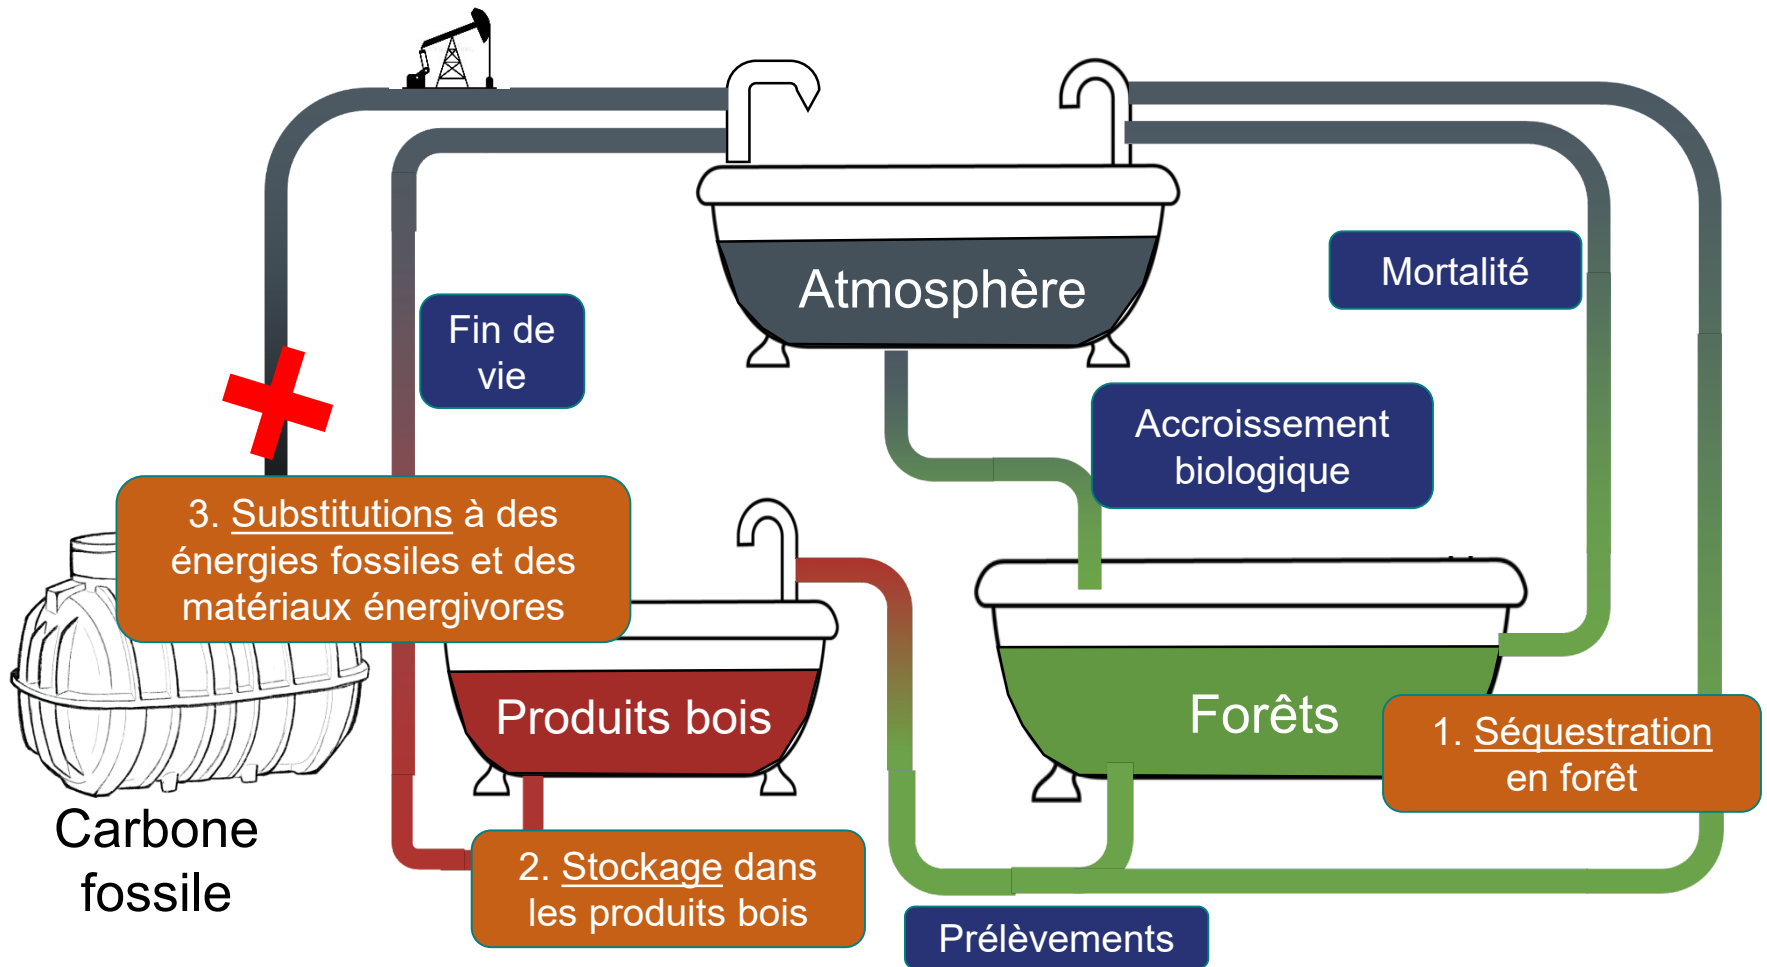 Atmosphère
Mortalité
Fin de
vie
Accroissement
biologique
3. Substitutions à des
énergies fossiles et des
matériaux énergivores
Produits bois
Forêts
1. Séquestration
en forêt
Carbone
fossile
2. Stockage dans
les produits bois
Prélèvements